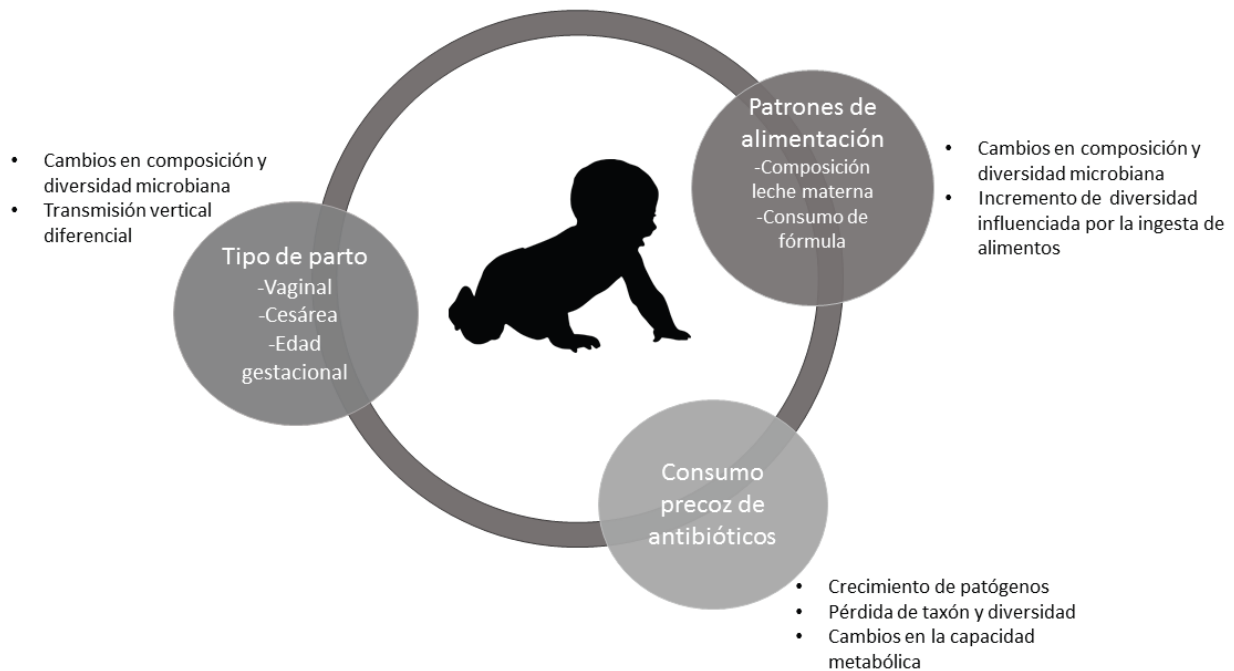 • Cambios en composición y
diversidad microbiana
• Transmisión vertical
diferencial
Tipo de parto
-Vaginal
-Cesárea
-Edad
gestacional
Patrones de
alimentación
-Composición
leche materna
-Consumo de
fórmula
• Cambios en composición y
diversidad microbiana
• Incremento de diversidad
influenciada por la ingesta de
alimentos
Consumo
precoz de
antibióticos
• Crecimiento de patógenos
• Pérdida de taxón y diversidad
• Cambios en la capacidad
metabólica